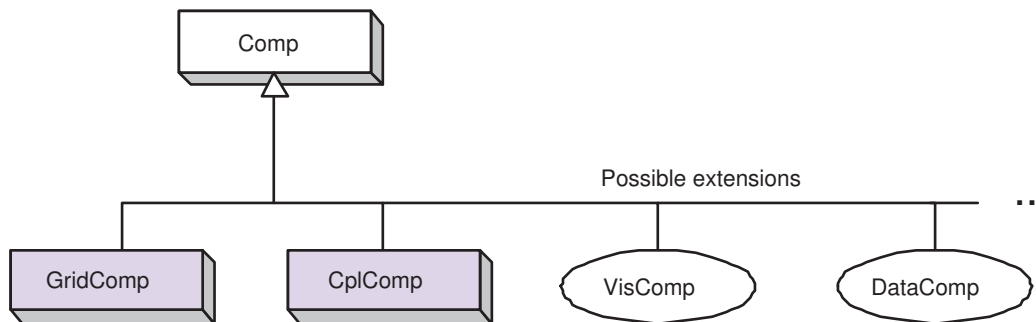 Comp
Possible extensions
..
GridComp
CplComp
VisComp
DataComp